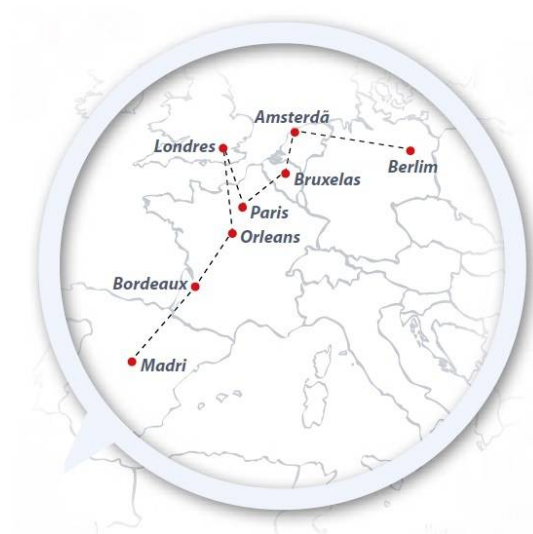 Amsterdã
Londres
Berlim
Bruxelas
Paris
Orleans
Bordeaux
Madri